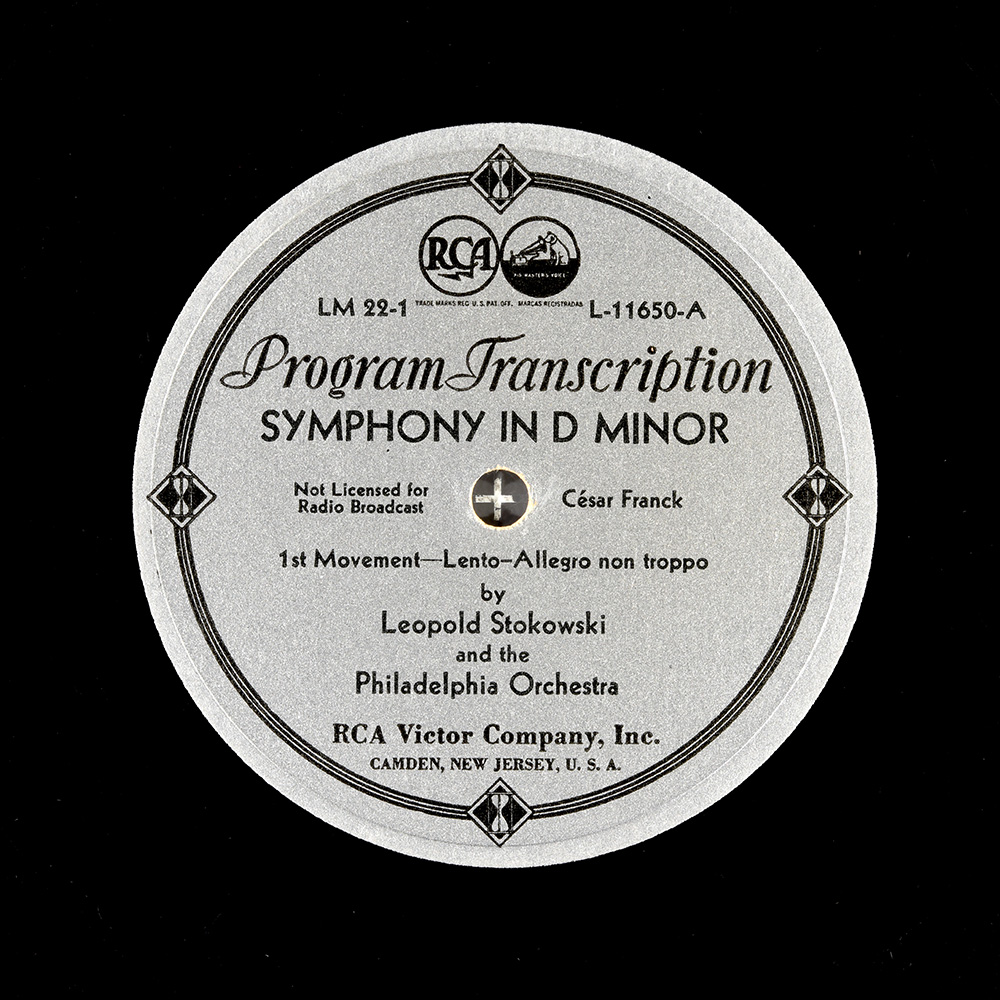 RCA
HIS MASTER'S VOICE
LM 22-1 TRADE MARKS REG. U. S. PAT. OFF. MARCAS REGISTRADAS L-11650-A
Program Transcription
SYMPHONY IN D MINOR
Not Licensed for
Radio Broadcast
César Franck
1st Movement—Lento–Allegro non troppo
by
Leopold Stokowski
and the
Philadelphia Orchestra
RCA Victor Company, Inc.
CAMDEN, NEW JERSEY, U. S. A.